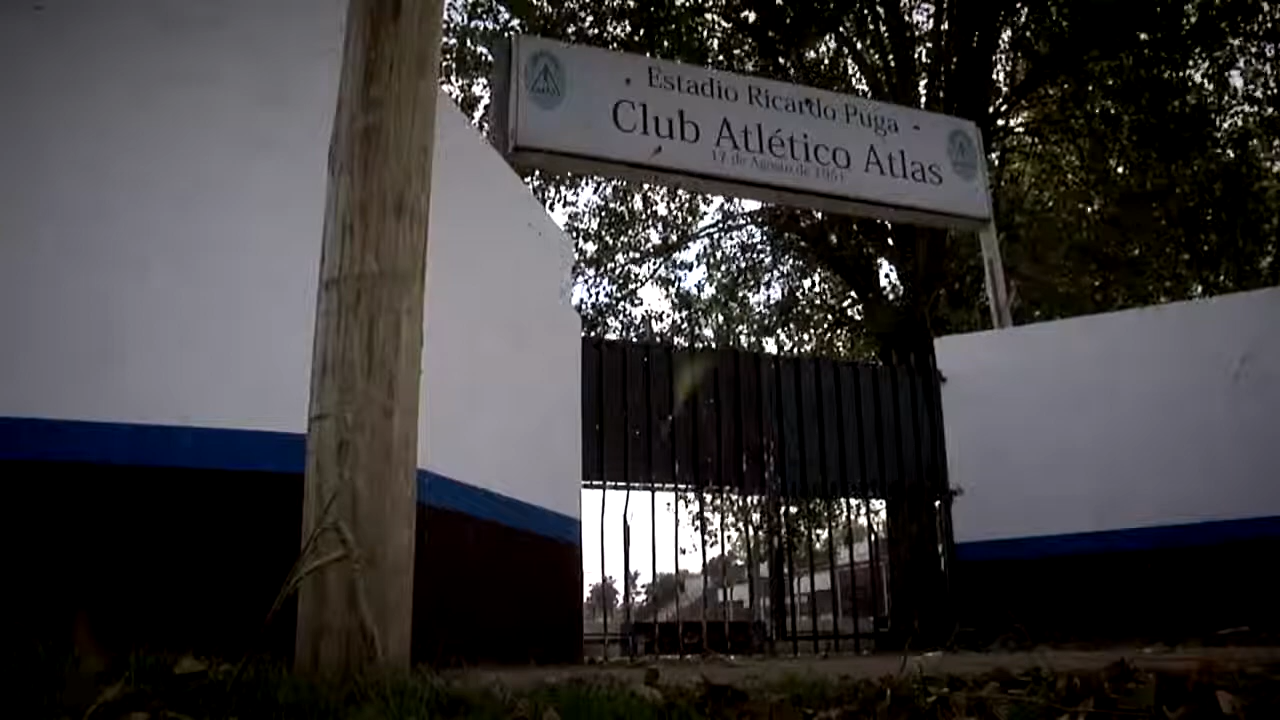 Estadio Ricardo Puga
Club Atlético Atlas
17 de Agosto de 1951